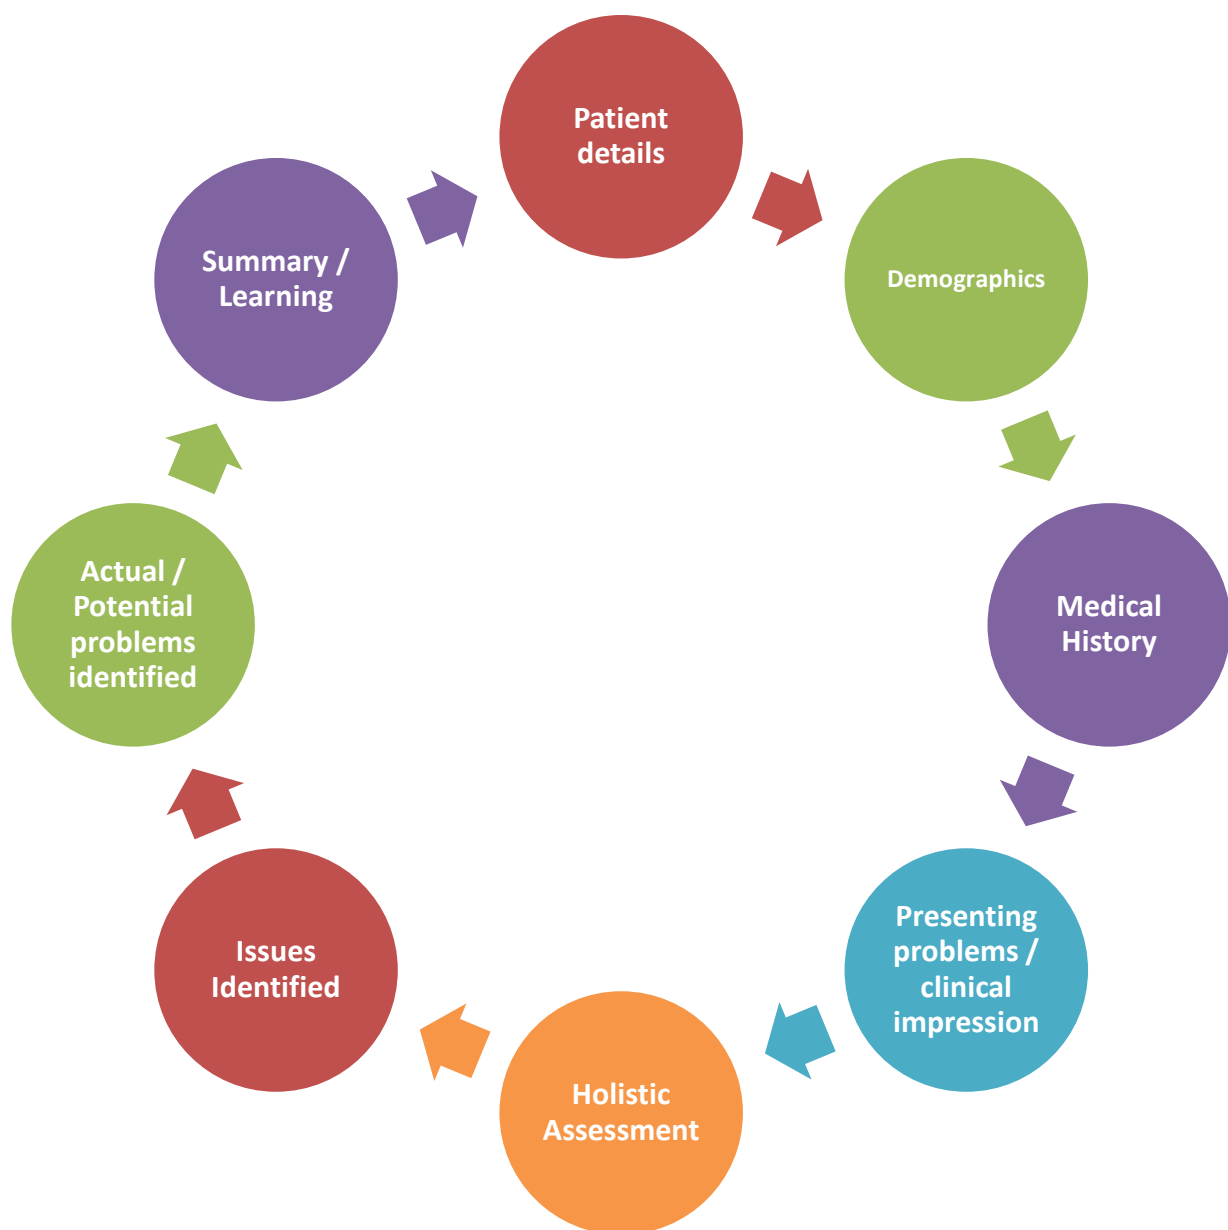 Patient
details
Demographics
Medical
History
Presenting
problems /
clinical
impression
Holistic
Assessment
Issues
Identified
Actual /
Potential
problems
identified
Summary /
Learning